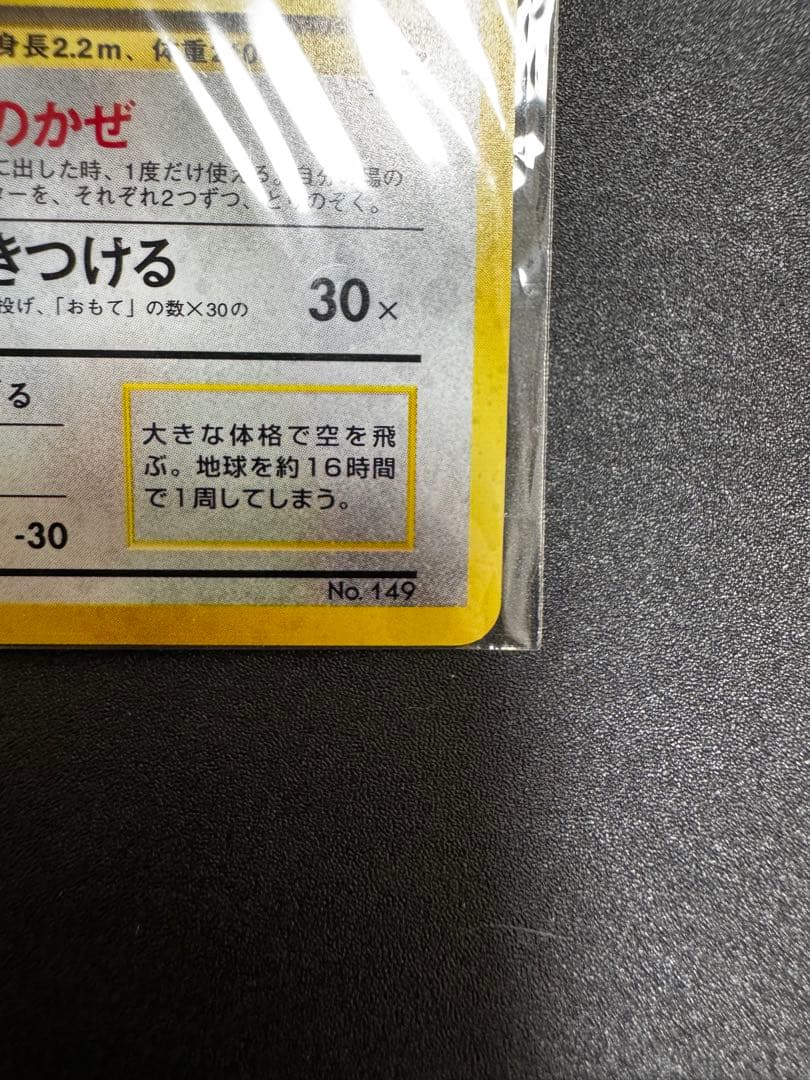 身長2.2m、体重210
のかぜ
に出した時、1度だけ使える。自分の場の
ターを、それぞれ2つずつ、とりのぞく。
きつける
投げ、「おもて」の数×30の
30×
げる
大きな体格で空を飛
ぶ。地球を約16時間
で1周してしまう。
-30
No. 149